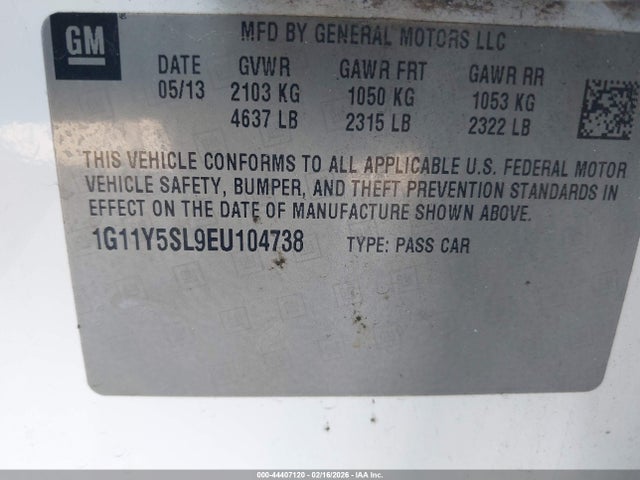 GM
MFD BY GENERAL MOTORS LLC
DATE GVWR GAWR FRT GAWR RR
05/13 2103 KG 1050 KG 1053 KG
4637 LB 2315 LB 2322 LB
THIS VEHICLE CONFORMS TO ALL APPLICABLE U.S. FEDERAL MOTOR
VEHICLE SAFETY, BUMPER, AND THEFT PREVENTION STANDARDS IN
EFFECT ON THE DATE OF MANUFACTURE SHOWN ABOVE.
1G11Y5SL9EU104738 TYPE: PASS CAR
000-44407120 - 02/16/2026 - IAAI Inc.